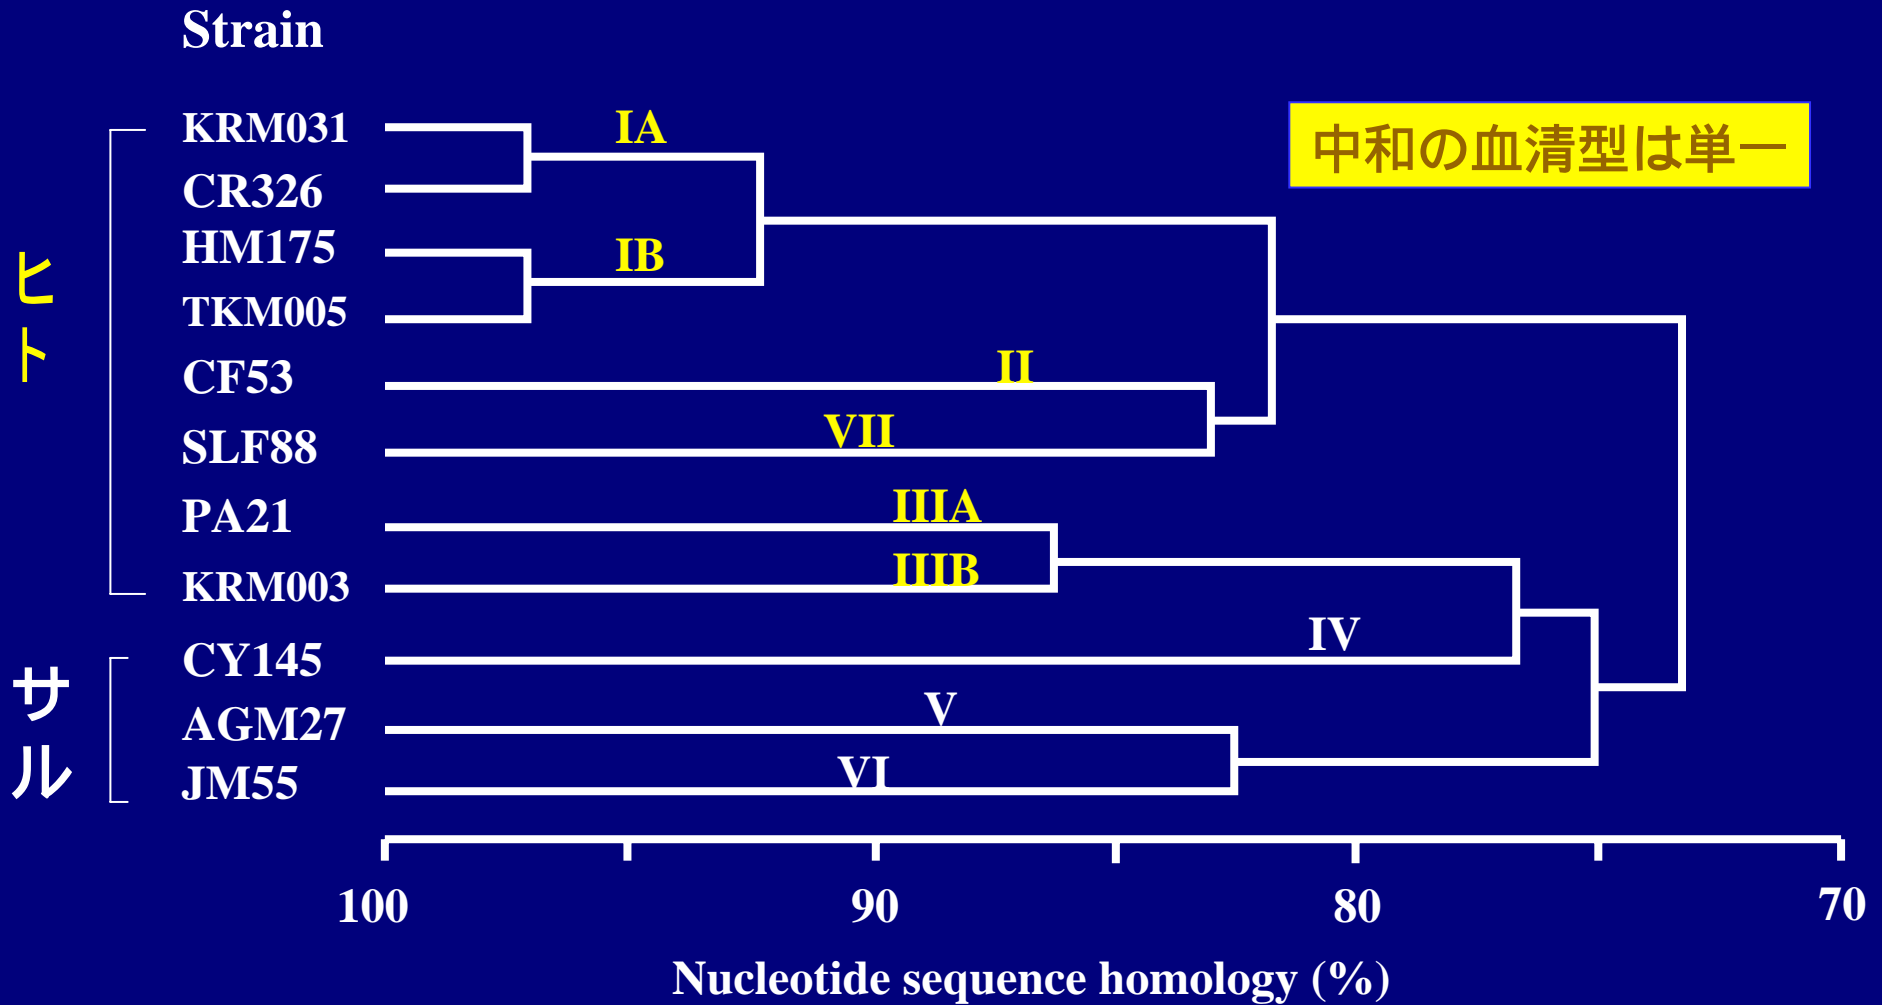 Strain
中和の血清型は単一
ヒト
KRM031
IA
CR326
HM175
IB
TKM005
CF53
II
SLF88
VII
PA21
IIIA
KRM003
IIIB
サル
CY145
IV
AGM27
V
JM55
VI
100 90 80 70
Nucleotide sequence homology (%)